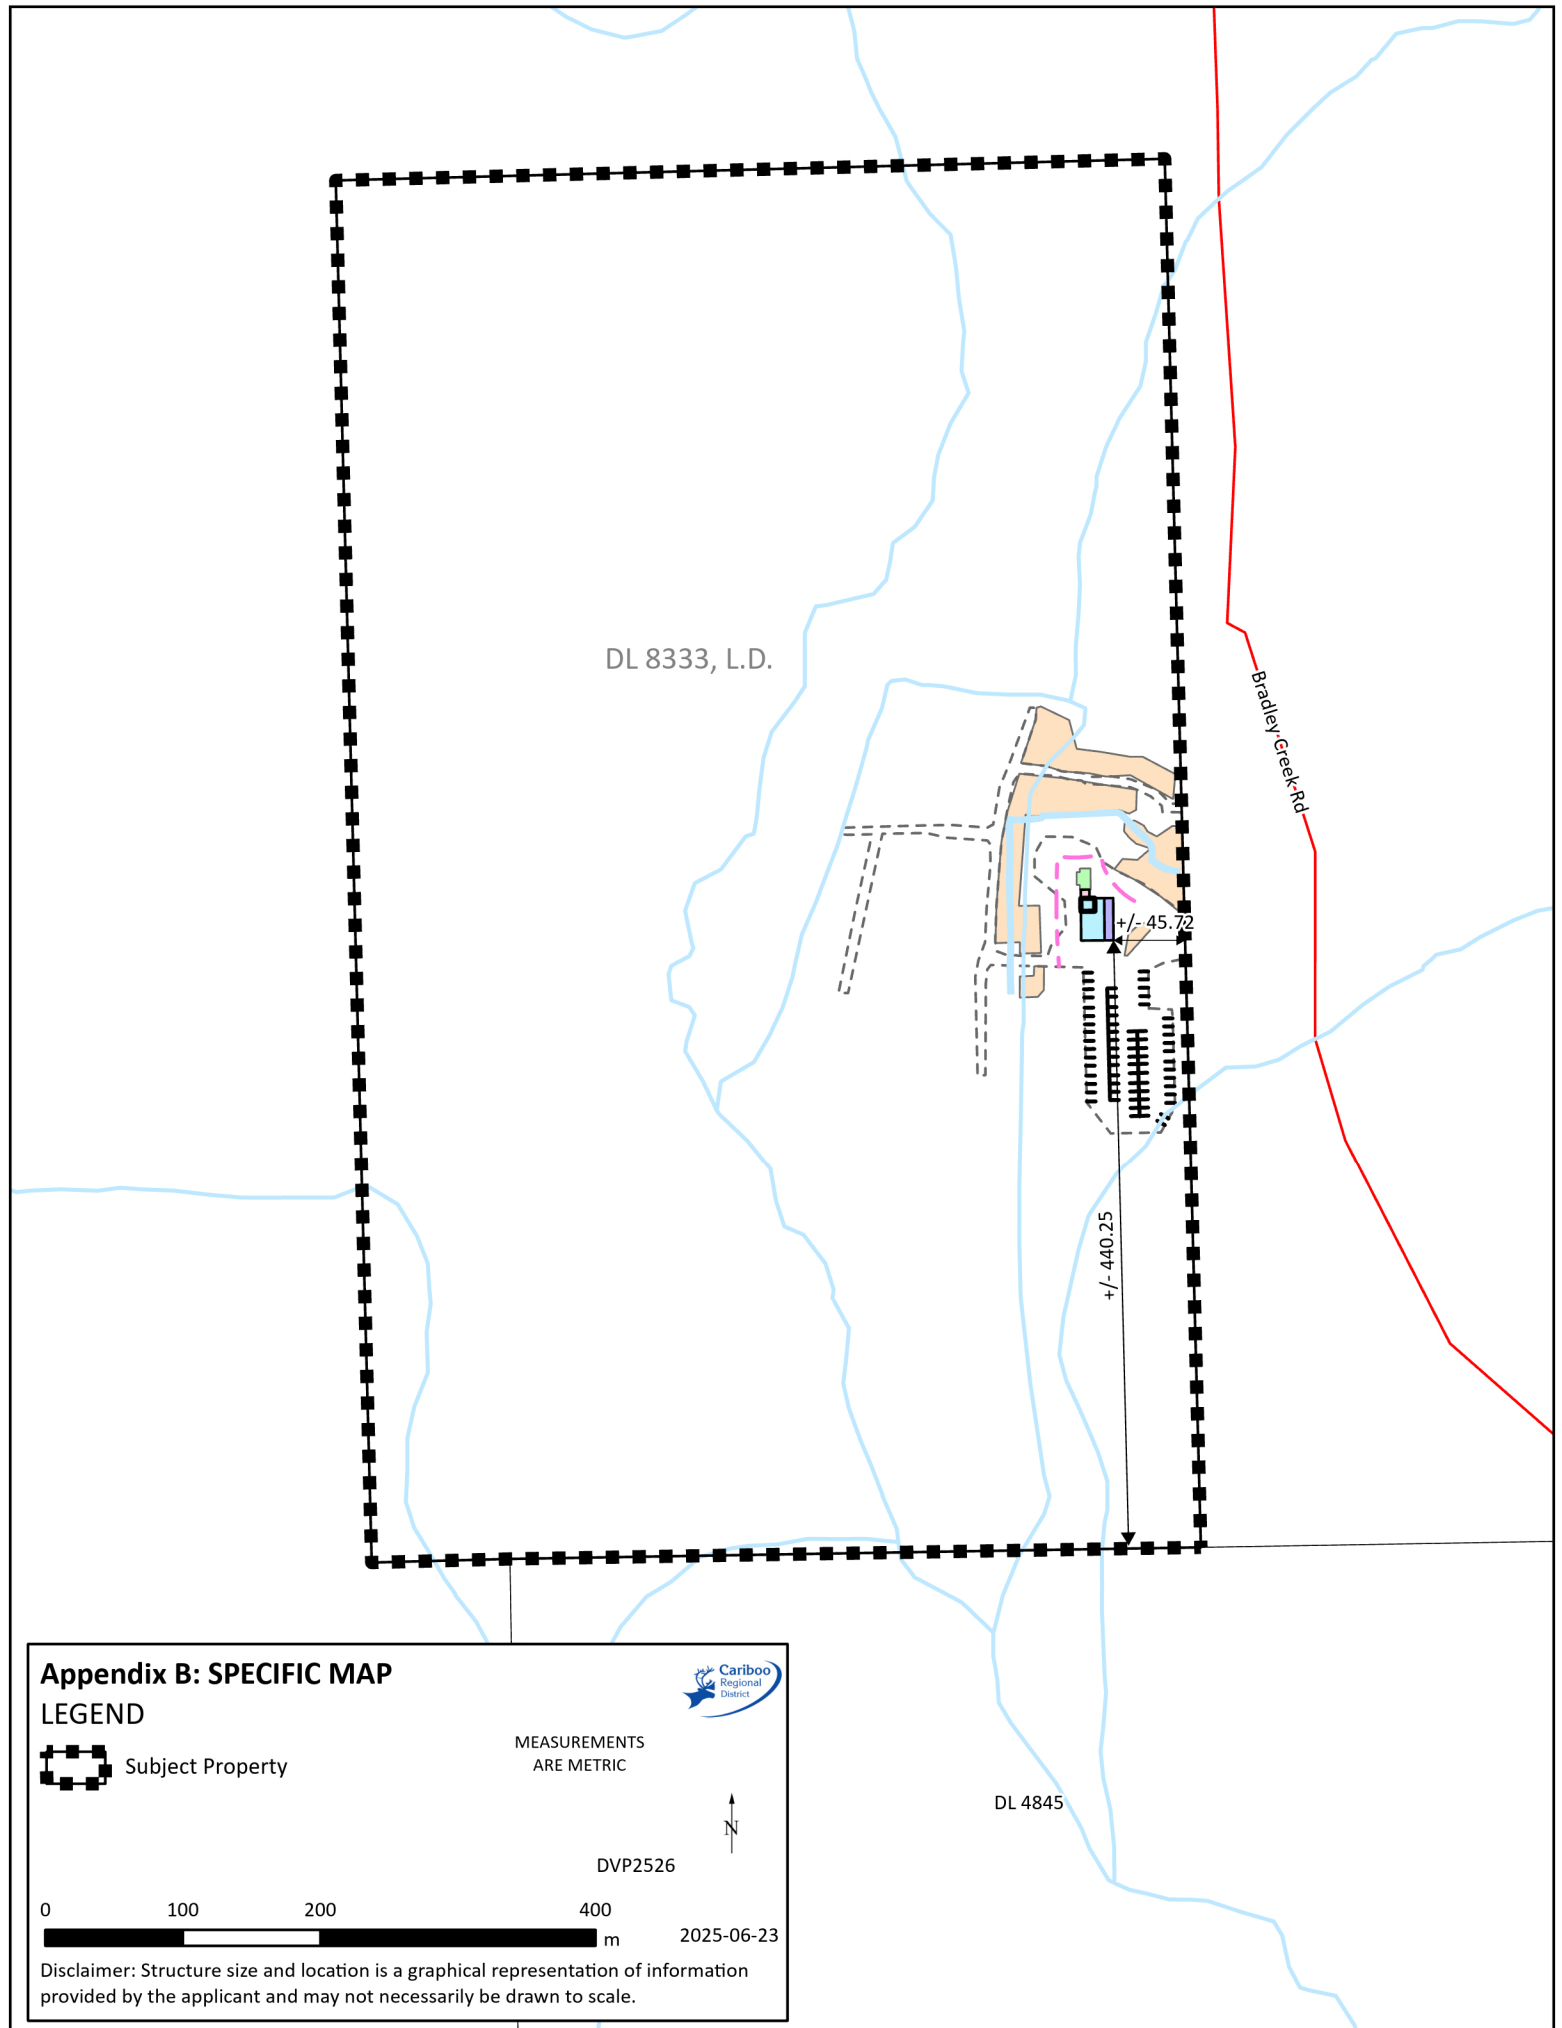 DL 8333, L.D.
Bradley Creek Rd
+/- 45.72
+/- 440.25
Appendix B: SPECIFIC MAP
LEGEND
Cariboo
Regional
District
Subject Property
MEASUREMENTS
ARE METRIC
N
DL 4845
DVP2526
0 100 200 400
m
2025-06-23
Disclaimer: Structure size and location is a graphical representation of information
provided by the applicant and may not necessarily be drawn to scale.